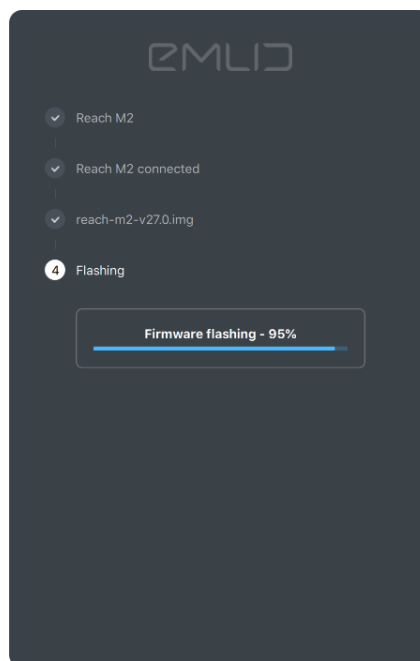 EMLID
Reach M2
Reach M2 connected
reach-m2-v27.0.img
4 Flashing
Firmware flashing - 95%